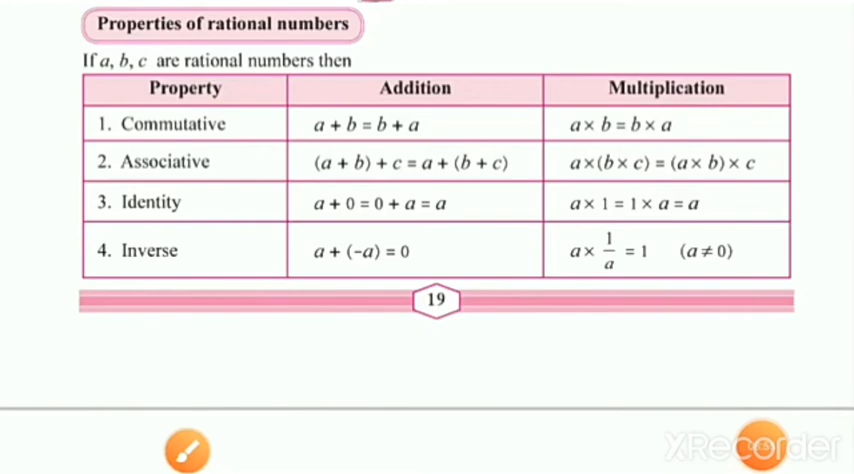 Properties of rational numbers
If a, b, c are rational numbers then
Property Addition Multiplication
1. Commutative a + b = b + a a × b = b × a
2. Associative (a + b) + c = a + (b + c) a × (b × c) = (a × b) × c
3. Identity a + 0 = 0 + a = a a × 1 = 1 × a = a
4. Inverse a + (-a) = 0 a × 1/a = 1 (a ≠ 0)
19
XRecorder